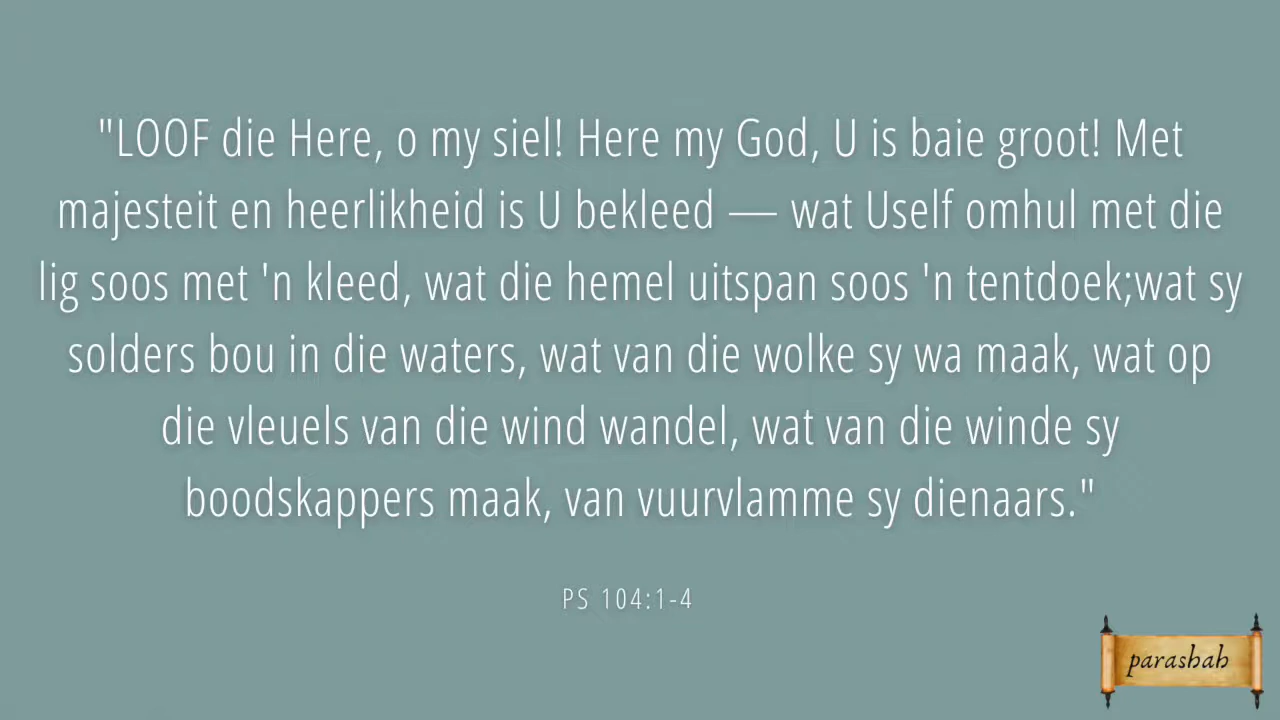 "LOOF die Here, o my siel! Here my God, U is baie groot! Met
majesteit en heerlikheid is U bekleed — wat Uself omhul met die
lig soos met 'n kleed, wat die hemel uitspan soos 'n tentdoek;wat sy
solders bou in die waters, wat van die wolke sy wa maak, wat op
die vleuels van die wind wandel, wat van die winde sy
boodskappers maak, van vuurvlamme sy dienaars."
PS 104:1-4
parashah